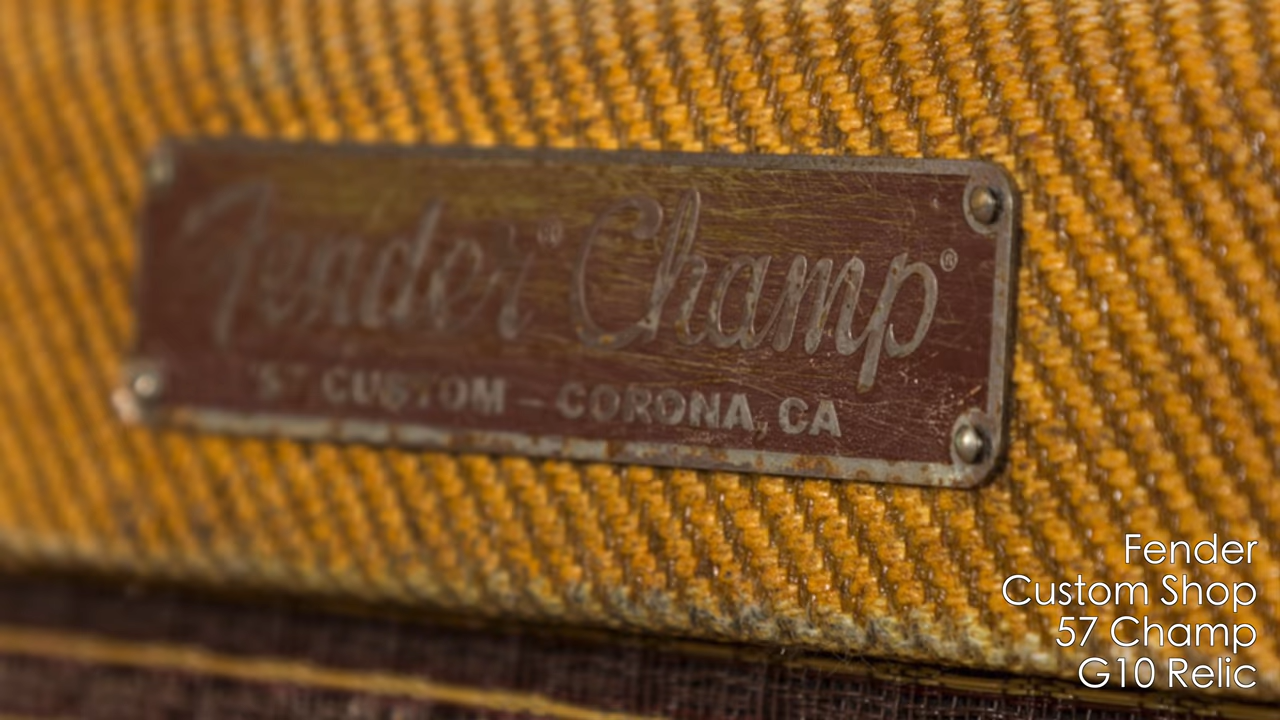 Fender® Champ®
'57 CUSTOM – CORONA, CA
Fender
Custom Shop
57 Champ
G10 Relic